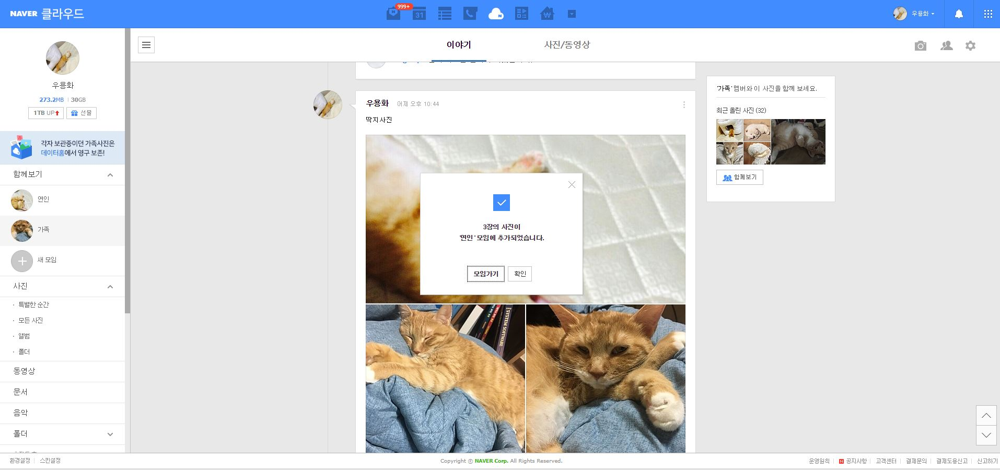 NAVER 클라우드
999+
31
우용화
우용화
273.2MB | 30GB
1TB UP
선물
각자 보관중이던 가족사진은
데이터홈에서 영구 보존!
함께보기
연인
가족
새 모임
사진
· 특별한 순간
· 모든 사진
· 앨범
· 폴더
동영상
문서
음악
폴더
이야기
사진/동영상
우용화 어제 오후 10:44
딱지사진
3장의 사진이
'연인' 모임에 추가되었습니다.
모임가기
확인
SYSTEM SOFTWARE
'가족' 멤버와 이 사진을 함께 보세요.
최근 올린 사진 (32)
함께보기
환경설정 | 스킨설정
Copyright © NAVER Corp. All Rights Reserved.
운영원칙 | N 공지사항 | 고객센터 | 결제문의 | 결제도용신고 | 신고하기